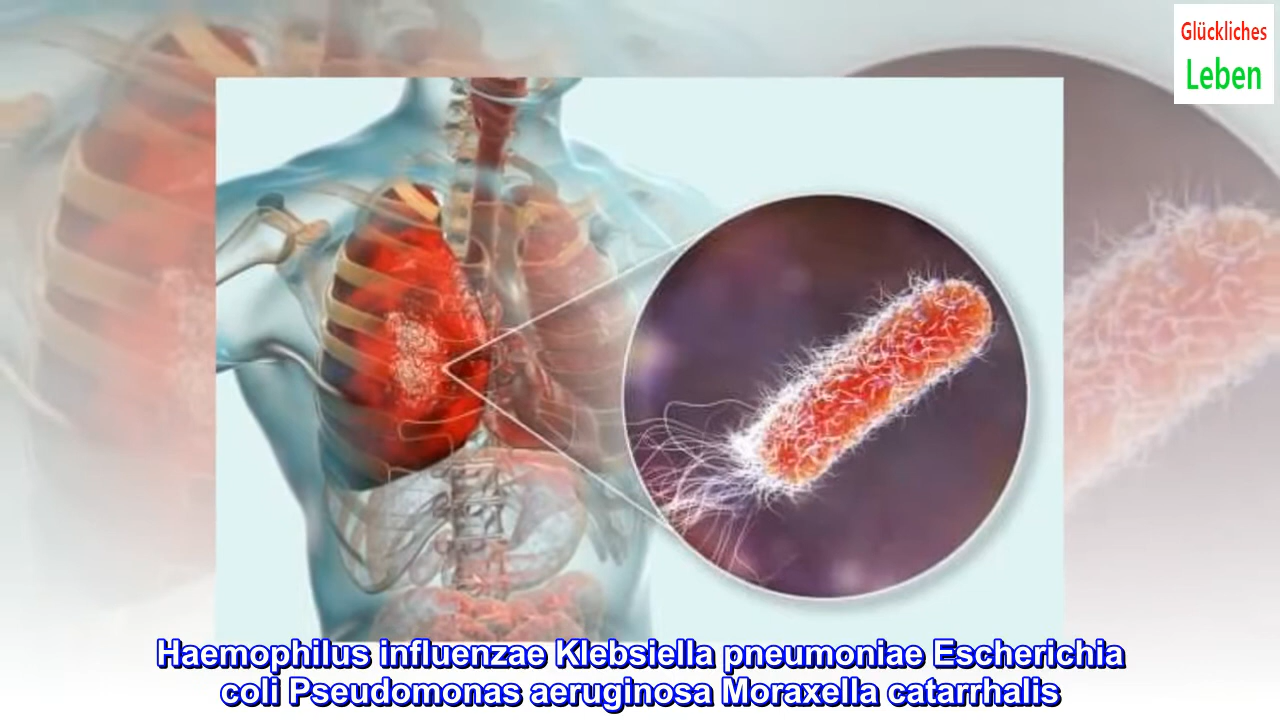 Glückliches
Leben
Haemophilus influenzae Klebsiella pneumoniae Escherichia
coli Pseudomonas aeruginosa Moraxella catarrhalis